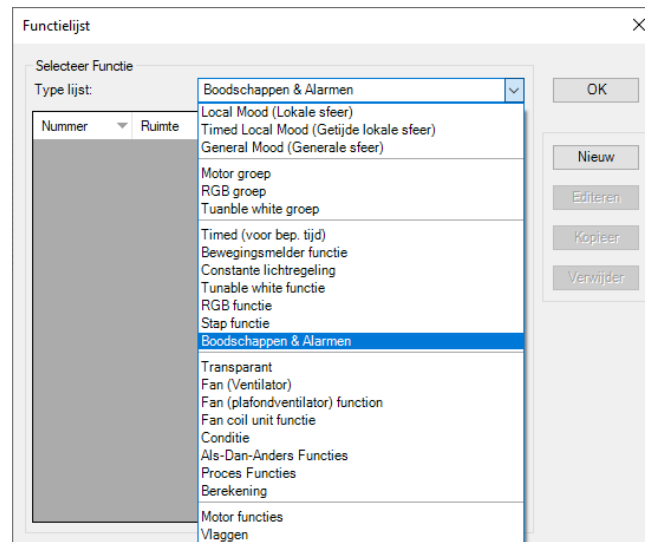 Functielijst
Selecteer Functie
Type lijst:
Boodschappen & Alarmen
OK
Nummer
Ruimte
Local Mood (Lokale sfeer)
Timed Local Mood (Getijde lokale sfeer)
General Mood (Generale sfeer)
Motor groep
RGB groep
Tuanble white groep
Timed (voor bep. tijd)
Bewegingsmelder functie
Constante lichtregeling
Tunable white functie
RGB functie
Stap functie
Boodschappen & Alarmen
Transparant
Fan (Ventilator)
Fan (plafondventilator) function
Fan coil unit functie
Conditie
Als-Dan-Anders Functies
Proces Functies
Berekening
Motor functies
Vlaggen
Nieuw
Editeren
Kopieer
Verwijder